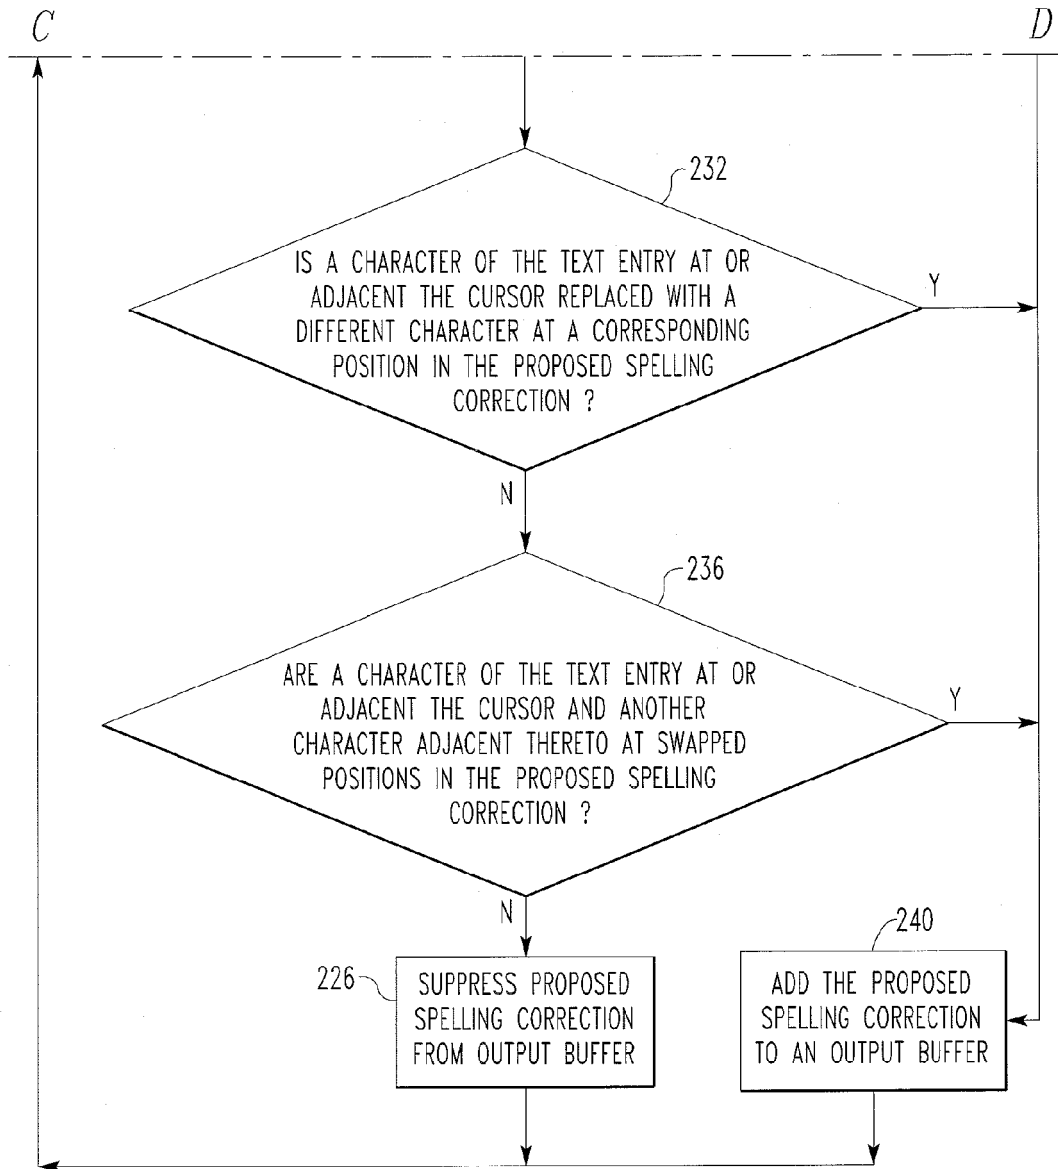 C
D
232
IS A CHARACTER OF THE TEXT ENTRY AT OR
ADJACENT THE CURSOR REPLACED WITH A
DIFFERENT CHARACTER AT A CORRESPONDING
POSITION IN THE PROPOSED SPELLING
CORRECTION ?
Y
N
236
ARE A CHARACTER OF THE TEXT ENTRY AT OR
ADJACENT THE CURSOR AND ANOTHER
CHARACTER ADJACENT THERETO AT SWAPPED
POSITIONS IN THE PROPOSED SPELLING
CORRECTION ?
Y
N
226
SUPPRESS PROPOSED
SPELLING CORRECTION
FROM OUTPUT BUFFER
240
ADD THE PROPOSED
SPELLING CORRECTION
TO AN OUTPUT BUFFER